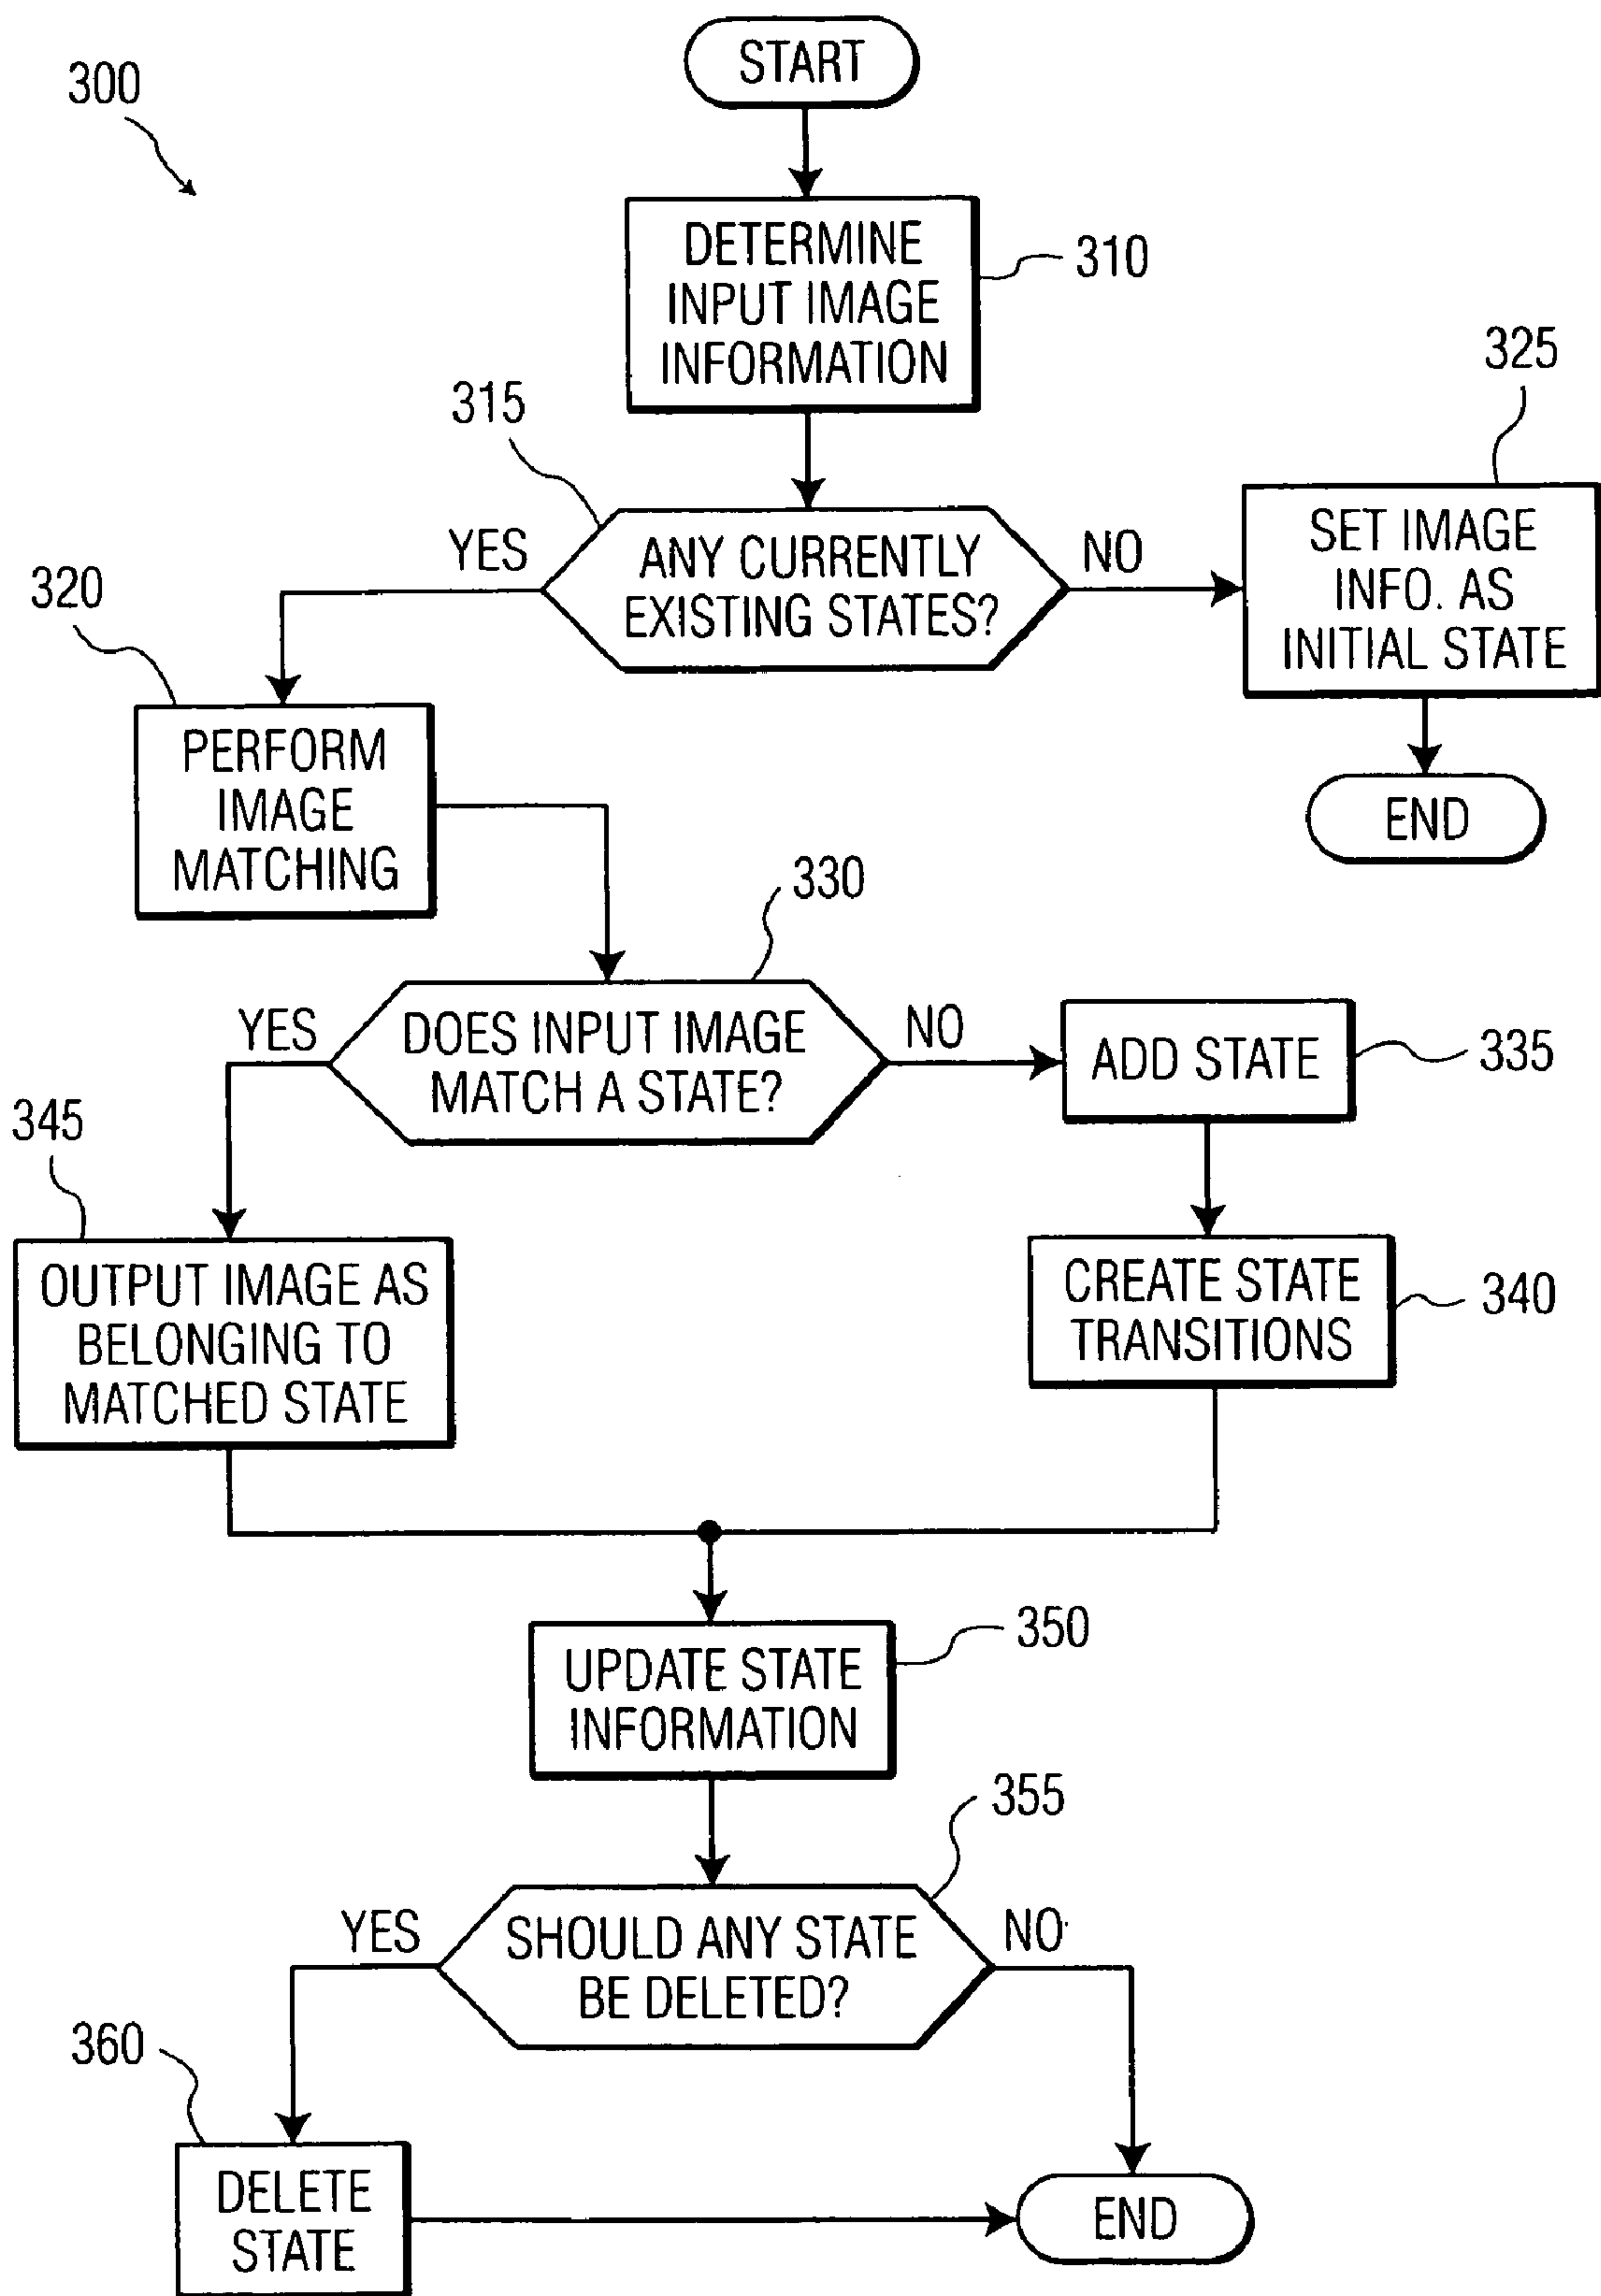 START
300
DETERMINE
INPUT IMAGE
INFORMATION
310
325
315
YES
ANY CURRENTLY
EXISTING STATES?
NO
SET IMAGE
INFO. AS
INITIAL STATE
320
PERFORM
IMAGE
MATCHING
END
330
YES
DOES INPUT IMAGE
MATCH A STATE?
NO
ADD STATE
335
345
OUTPUT IMAGE AS
BELONGING TO
MATCHED STATE
CREATE STATE
TRANSITIONS
340
UPDATE STATE
INFORMATION
350
355
YES
SHOULD ANY STATE
BE DELETED?
NO
360
DELETE
STATE
END